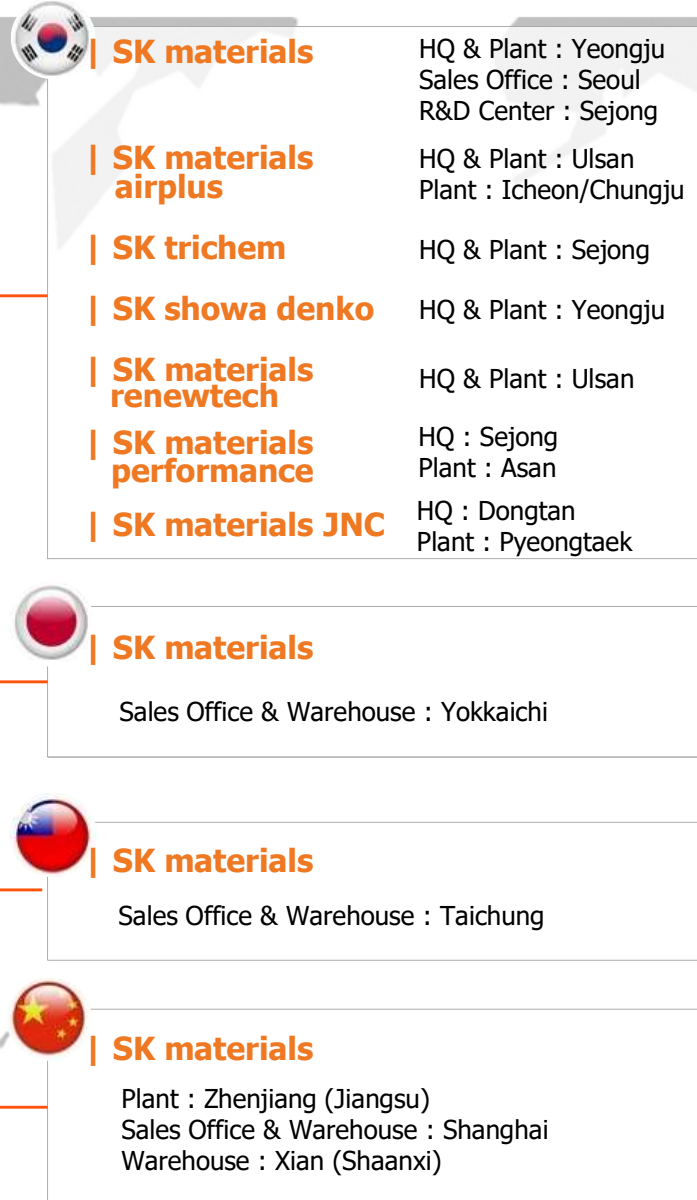 | SK materials
HQ & Plant : Yeongju
Sales Office : Seoul
R&D Center : Sejong
| SK materials
airplus
HQ & Plant : Ulsan
Plant : Icheon/Chungju
| SK trichem
HQ & Plant : Sejong
| SK showa denko
HQ & Plant : Yeongju
| SK materials
renewtech
HQ & Plant : Ulsan
| SK materials
performance
HQ : Sejong
Plant : Asan
| SK materials JNC
HQ : Dongtan
Plant : Pyeongtaek
| SK materials
Sales Office & Warehouse : Yokkaichi
| SK materials
Sales Office & Warehouse : Taichung
| SK materials
Plant : Zhenjiang (Jiangsu)
Sales Office & Warehouse : Shanghai
Warehouse : Xian (Shaanxi)